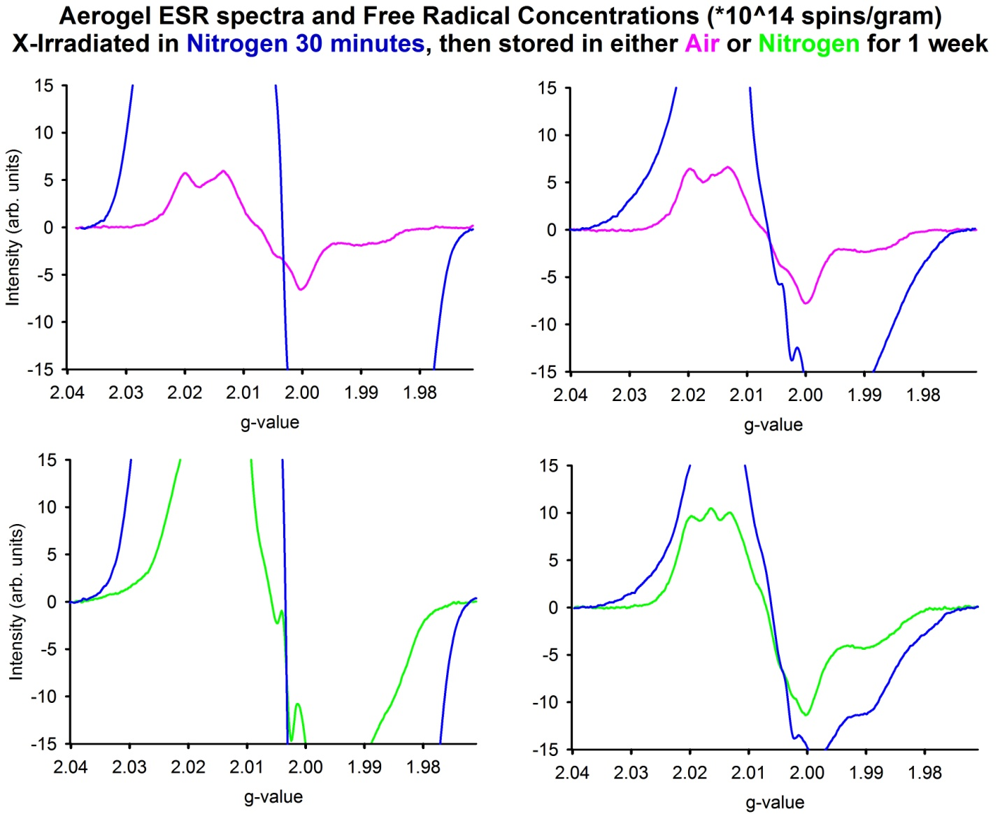 Aerogel ESR spectra and Free Radical Concentrations (*10^14 spins/gram)
X-Irradiated in Nitrogen 30 minutes, then stored in either Air or Nitrogen for 1 week
15
10
5
0
-5
-10
-15
Intensity (arb. units)
2.04 2.03 2.02 2.01 2.00 1.99 1.98
g-value
15
10
5
0
-5
-10
-15
2.04 2.03 2.02 2.01 2.00 1.99 1.98
g-value
15
10
5
0
-5
-10
-15
Intensity (arb. units)
2.04 2.03 2.02 2.01 2.00 1.99 1.98
g-value
15
10
5
0
-5
-10
-15
2.04 2.03 2.02 2.01 2.00 1.99 1.98
g-value